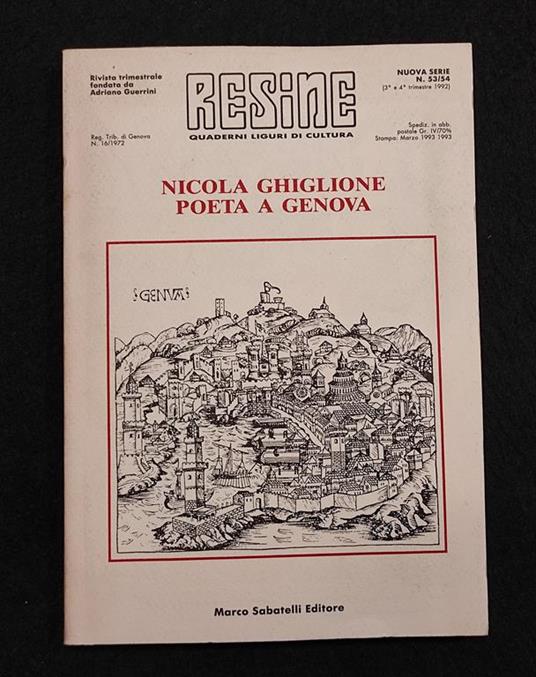 Rivista trimestrale
fondata da
Adriano Guerrini
Reg. Trib. di Genova
N. 16/1972
RESINE
QUADERNI LIGURI DI CULTURA
NUOVA SERIE
N. 53/54
(3° e 4° trimestre 1992)
Spediz. in abb.
postale Gr. IV/70%
Stampa: Marzo 1993 1993
NICOLA GHIGLIONE
POETA A GENOVA
GENVA
Marco Sabatelli Editore